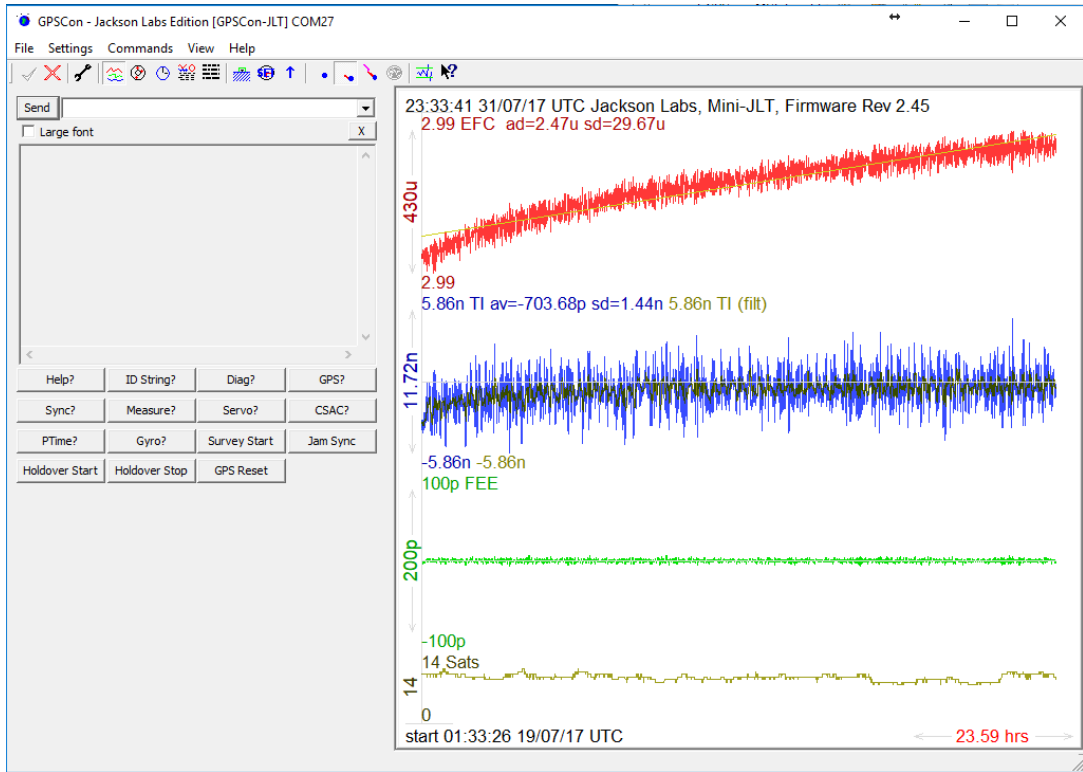 GPSCon - Jackson Labs Edition [GPSCon-JLT] COM27
File Settings Commands View Help
Send
Large font
X
Help? ID String? Diag? GPS?
Sync? Measure? Servo? CSAC?
PTime? Gyro? Survey Start Jam Sync
Holdover Start Holdover Stop GPS Reset
23:33:41 31/07/17 UTC Jackson Labs, Mini-JLT, Firmware Rev 2.45
2.99 EFC ad=2.47u sd=29.67u
430u
2.99
5.86n TI av=-703.68p sd=1.44n 5.86n TI (filt)
11.72n
-5.86n -5.86n
100p FEE
200p
-100p
14 Sats
14
0
start 01:33:26 19/07/17 UTC
23.59 hrs